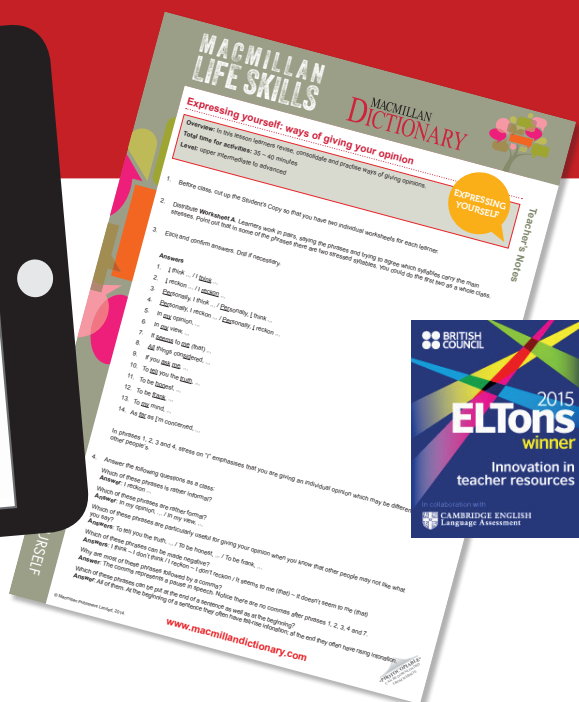 MACMILLAN
LIFE SKILLS
MACMILLAN
DICTIONARY
Expressing yourself: ways of giving your opinion
Overview: In this lesson learners revise, consolidate and practise ways of giving opinions.
Total time for activities: 35 – 40 minutes
Level: upper intermediate to advanced
EXPRESSING
YOURSELF
Teacher's Notes
1. Before class, cut up the Student's Copy so that you have two individual worksheets for each learner.
2. Distribute Worksheet A. Learners work in pairs, saying the phrases and trying to agree which syllables carry the main
stresses. Point out that in some of the phrases there are two stressed syllables. You could do the first two as a whole class.
3. Elicit and confirm answers. Drill if necessary.
Answers
1. I think ... / I think ...
2. I reckon ... / I reckon ...
3. Personally, I think ... / Personally, I think ...
4. Personally, I reckon ... / Personally, I reckon ...
5. In my opinion, ...
6 In my view, ...
7. It seems to me (that) ...
8. All things considered, ...
9. If you ask me, ...
10. To tell you the truth, ...
11. To be honest, ...
12. To be frank, ...
13. To my mind, ...
14. As far as I'm concerned, ...
In phrases 1, 2, 3 and 4, stress on “I” emphasises that you are giving an individual opinion which may be different
other people's.
4. Answer the following questions as a class:
Which of these phrases is rather informal?
Answer: I reckon ...
Which of these phrases are rather formal?
Answer: In my opinion, ... / In my view, ...
Which of these phrases are particularly useful for giving your opinion when you know that other people may not like what
you say?
Answers: To tell you the truth, ... / To be honest, ... / To be frank, ...
Which of these phrases can be made negative?
Answers: I think – I don't think / I reckon – I don't reckon / It seems to me (that) – It doesn't seem to me (that)
Why are most of these phrases followed by a comma?
Answer: The comma represents a pause in speech. Notice there are no commas after phrases 1, 2, 3, 4 and 7.
Which of these phrases can be put at the end of a sentence as well as at the beginning?
Answer: All of them. At the beginning of a sentence they often have fall-rise intonation; at the end they often have rising intonation.
URSELF
www.macmillandictionary.com
BRITISH
COUNCIL
2015
ELTons
winner
Innovation in
teacher resources
In collaboration with
CAMBRIDGE ENGLISH
Language Assessment